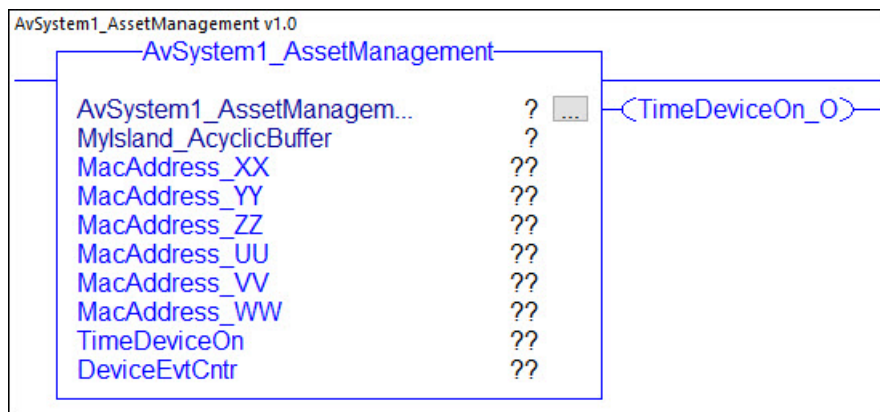 AvSystem1_AssetManagement v1.0
AvSystem1_AssetManagement
AvSystem1_AssetManagem... ? ... TimeDeviceOn_O
MyIsland_AcyclicBuffer ?
MacAddress_XX ??
MacAddress_YY ??
MacAddress_ZZ ??
MacAddress_UU ??
MacAddress_VV ??
MacAddress_WW ??
TimeDeviceOn ??
DeviceEvtCntr ??